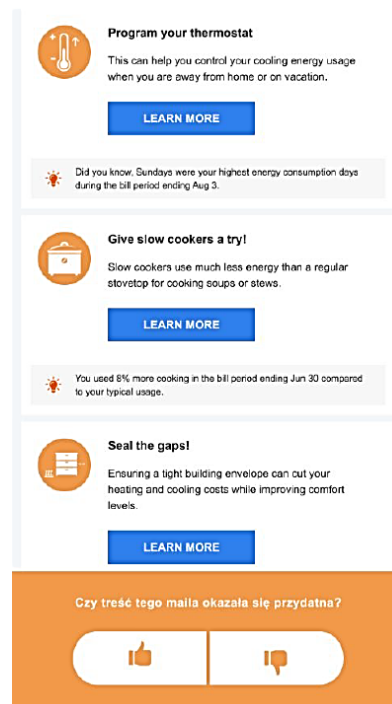 Program your thermostat
This can help you control your cooling energy usage
when you are away from home or on vacation.
LEARN MORE
Did you know, Sundays were your highest energy consumption days
during the bill period ending Aug 3.
Give slow cookers a try!
Slow cookers use much less energy than a regular
stovetop for cooking soups or stews.
LEARN MORE
You used 8% more cooking in the bill period ending Jun 30 compared
to your typical usage.
Seal the gaps!
Ensuring a tight building envelope can cut your
heating and cooling costs while improving comfort
levels.
LEARN MORE
Czy treść tego maila okazała się przydatna?